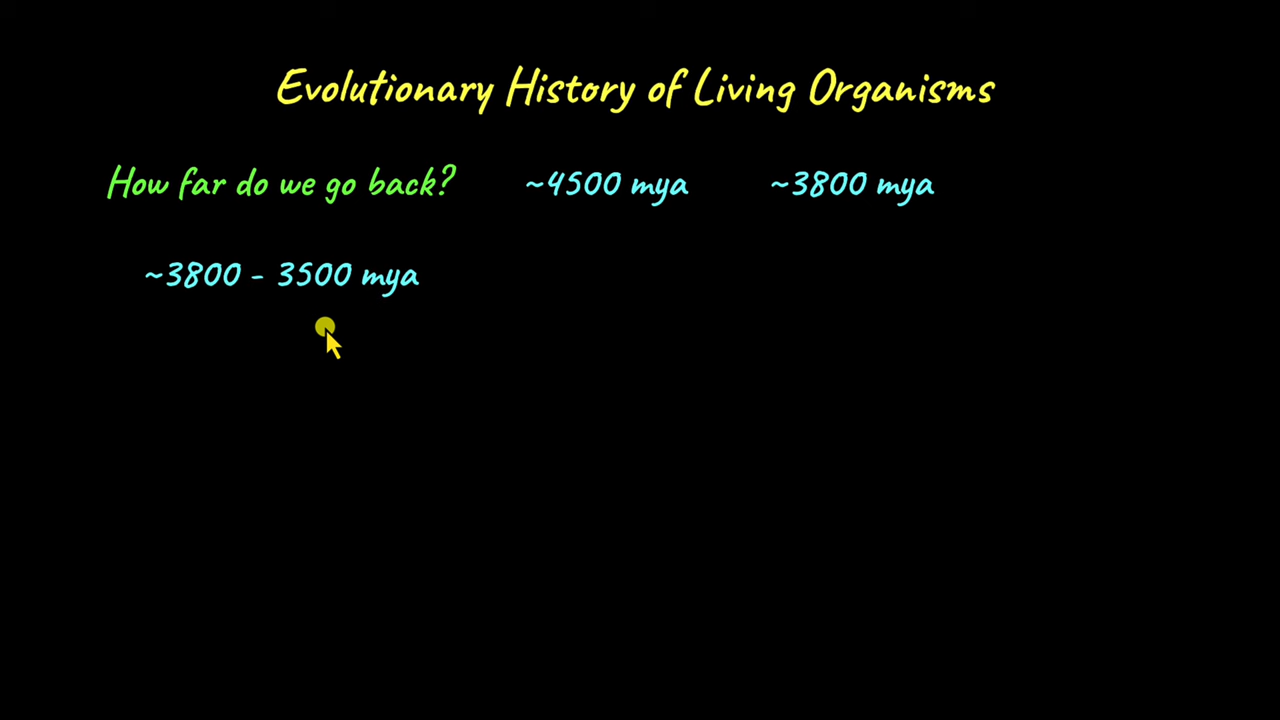 Evolutionary History of Living Organisms
How far do we go back? ~4500 mya ~3800 mya
~3800 - 3500 mya